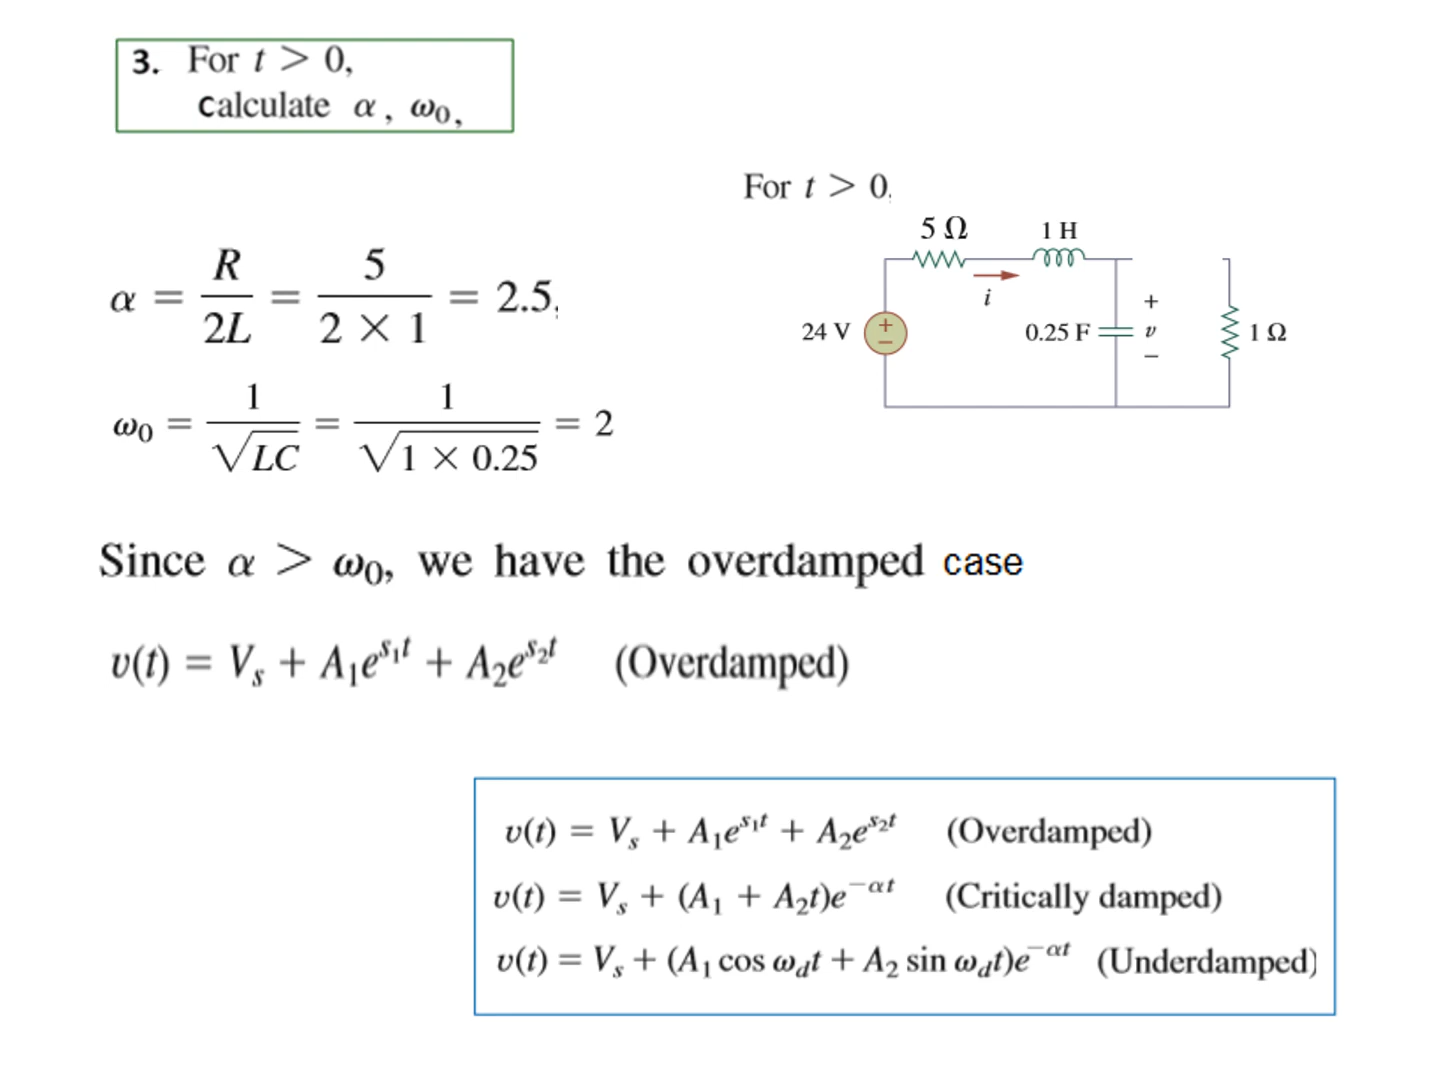 3. For t > 0,
calculate α, ω₀,
For t > 0,
5 Ω
1 H
i
24 V
+
−
0.25 F
+
v
−
1 Ω
α = R / 2L = 5 / 2 × 1 = 2.5,
ω₀ = 1 / √LC = 1 / √1 × 0.25 = 2
Since α > ω₀, we have the overdamped case
v(t) = Vₛ + A₁e^{s₁t} + A₂e^{s₂t} (Overdamped)
v(t) = Vₛ + A₁e^{s₁t} + A₂e^{s₂t} (Overdamped)
v(t) = Vₛ + (A₁ + A₂t)e^{−αt} (Critically damped)
v(t) = Vₛ + (A₁ cos ω_d t + A₂ sin ω_d t)e^{−αt} (Underdamped)